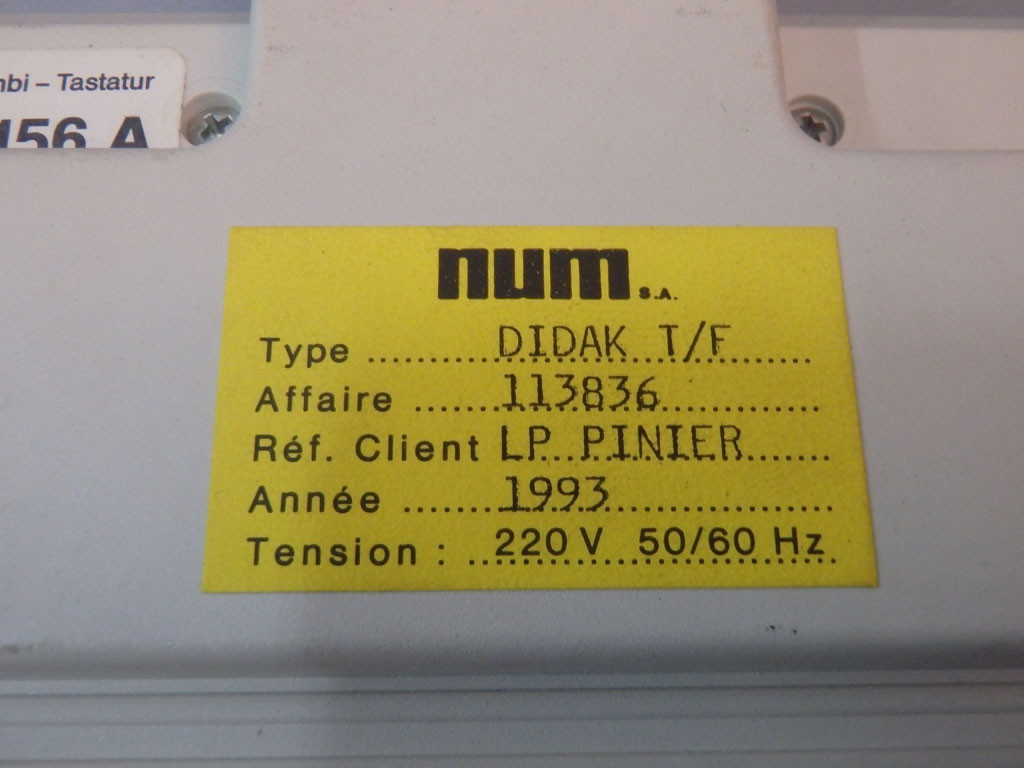 – Tastatur
A
num S.A.
Type ..........DIDAK T/F..........
Affaire ..........113836..........
Réf. Client LP PINIER..........
Année ..........1993..........
Tension : ..220 V 50/60 Hz..